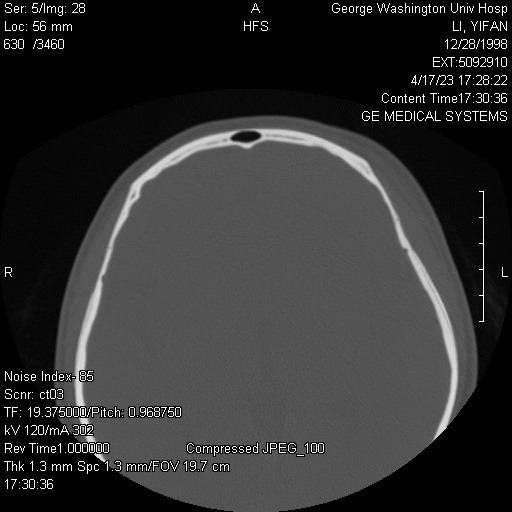 Ser: 5/Img: 28
Loc: 56 mm
630 /3460
A
HFS
George Washington Univ Hosp
LI, YIFAN
12/28/1998
EXT:5092910
4/17/23 17:28:22
Content Time17:30:36
GE MEDICAL SYSTEMS
R
L
Noise Index- 85
Scnr: ct03
TF: 19.375000/Pitch: 0.968750
kV 120/mA 302
Rev Time1.000000
Compressed JPEG_100
Thk 1.3 mm Spc 1.3 mm/FOV 19.7 cm
17:30:36